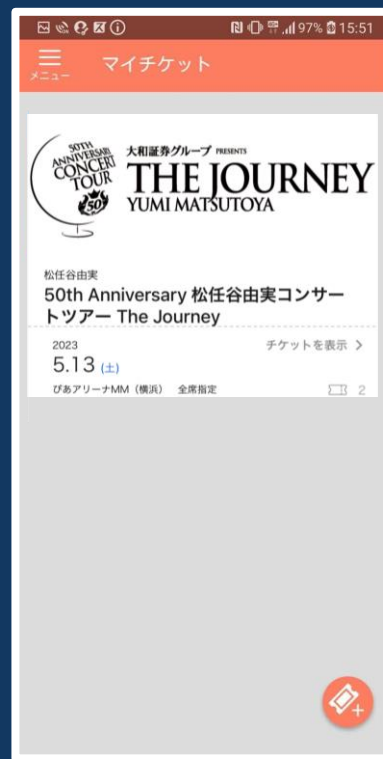 97% 15:51
メニュー
マイチケット
50TH
ANNIVERSARY
CONCERT
TOUR
50
大和証券グループ PRESENTS
THE JOURNEY
YUMI MATSUTOYA
松任谷由実
50th Anniversary 松任谷由実コンサー
トツアー The Journey
2023
チケットを表示 >
5.13 (土)
ぴあアリーナMM（横浜） 全席指定
2